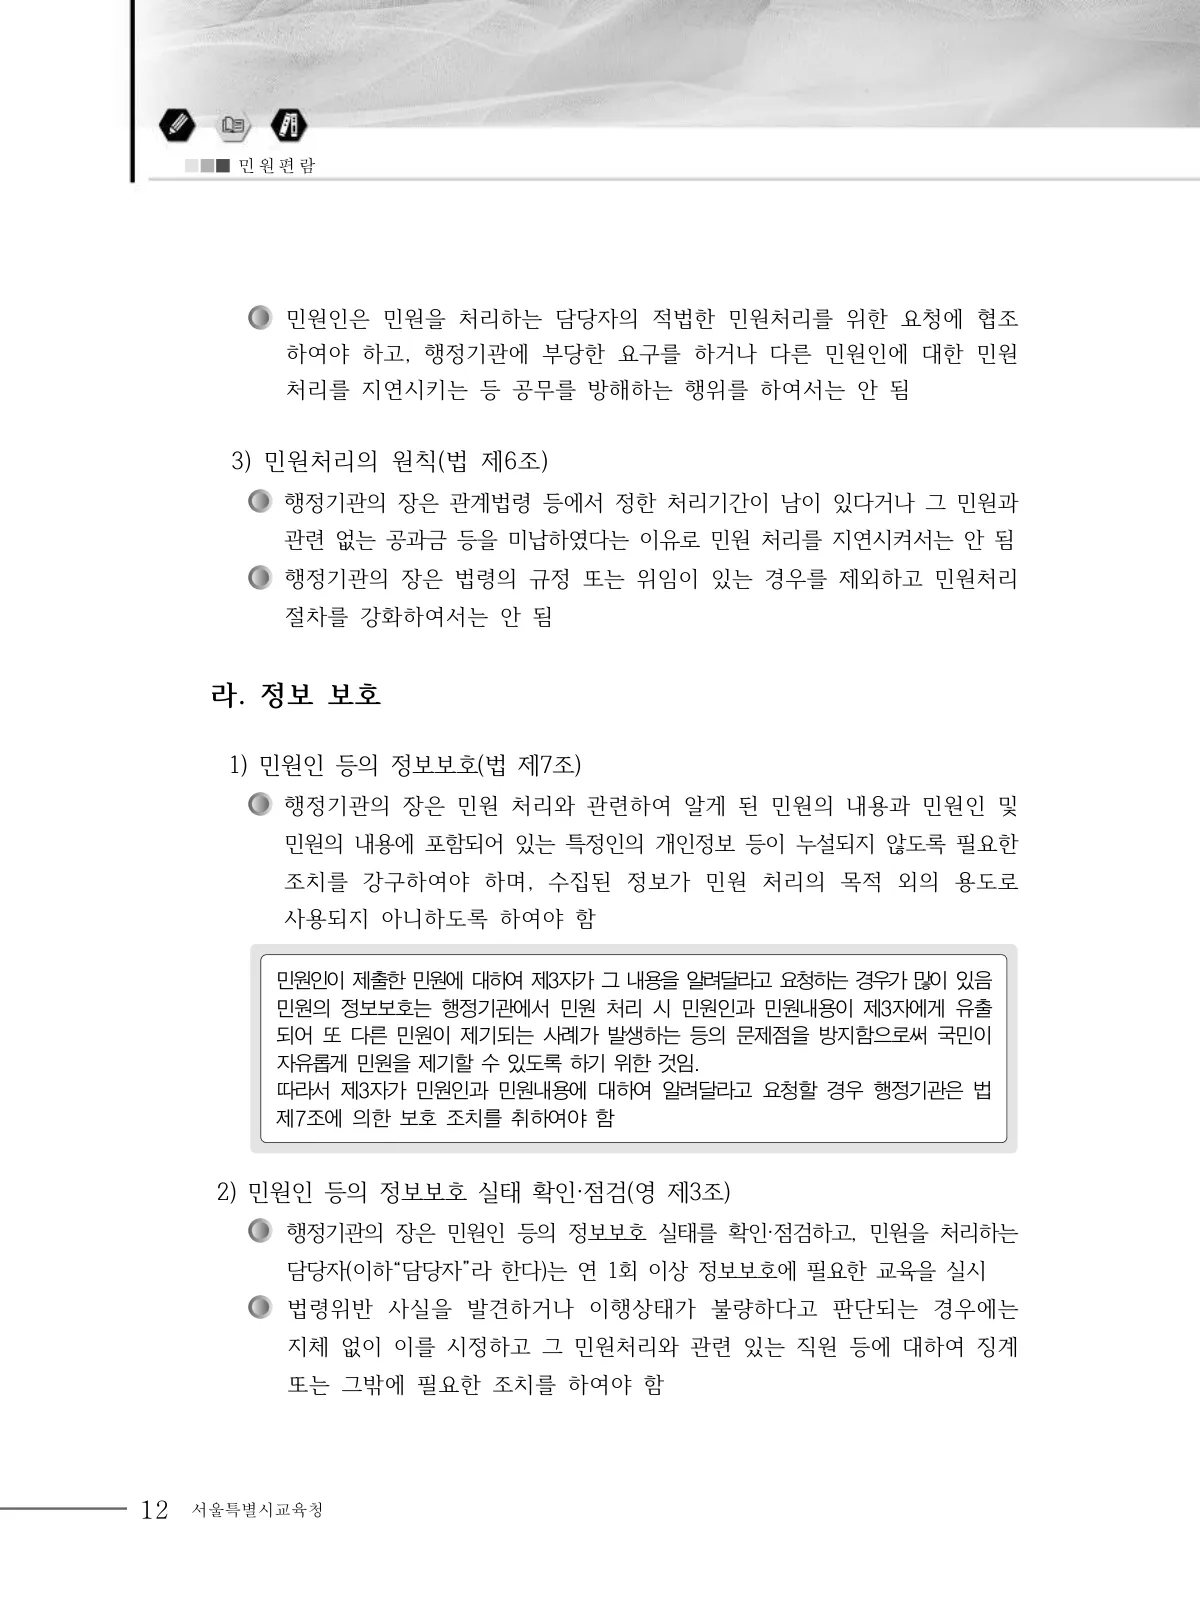 민원편람
민원인은 민원을 처리하는 담당자의 적법한 민원처리를 위한 요청에 협조
하여야 하고, 행정기관에 부당한 요구를 하거나 다른 민원인에 대한 민원
처리를 지연시키는 등 공무를 방해하는 행위를 하여서는 안 됨
3) 민원처리의 원칙(법 제6조)
행정기관의 장은 관계법령 등에서 정한 처리기간이 남이 있다거나 그 민원과
관련 없는 공과금 등을 미납하였다는 이유로 민원 처리를 지연시켜서는 안 됨
행정기관의 장은 법령의 규정 또는 위임이 있는 경우를 제외하고 민원처리
절차를 강화하여서는 안 됨
라. 정보 보호
1) 민원인 등의 정보보호(법 제7조)
행정기관의 장은 민원 처리와 관련하여 알게 된 민원의 내용과 민원인 및
민원의 내용에 포함되어 있는 특정인의 개인정보 등이 누설되지 않도록 필요한
조치를 강구하여야 하며, 수집된 정보가 민원 처리의 목적 외의 용도로
사용되지 아니하도록 하여야 함
민원인이 제출한 민원에 대하여 제3자가 그 내용을 알려달라고 요청하는 경우가 많이 있음
민원의 정보보호는 행정기관에서 민원 처리 시 민원인과 민원내용이 제3자에게 유출
되어 또 다른 민원이 제기되는 사례가 발생하는 등의 문제점을 방지함으로써 국민이
자유롭게 민원을 제기할 수 있도록 하기 위한 것임.
따라서 제3자가 민원인과 민원내용에 대하여 알려달라고 요청할 경우 행정기관은 법
제7조에 의한 보호 조치를 취하여야 함
2) 민원인 등의 정보보호 실태 확인·점검(영 제3조)
행정기관의 장은 민원인 등의 정보보호 실태를 확인·점검하고, 민원을 처리하는
담당자(이하“담당자”라 한다)는 연 1회 이상 정보보호에 필요한 교육을 실시
법령위반 사실을 발견하거나 이행상태가 불량하다고 판단되는 경우에는
지체 없이 이를 시정하고 그 민원처리와 관련 있는 직원 등에 대하여 징계
또는 그밖에 필요한 조치를 하여야 함
12 서울특별시교육청